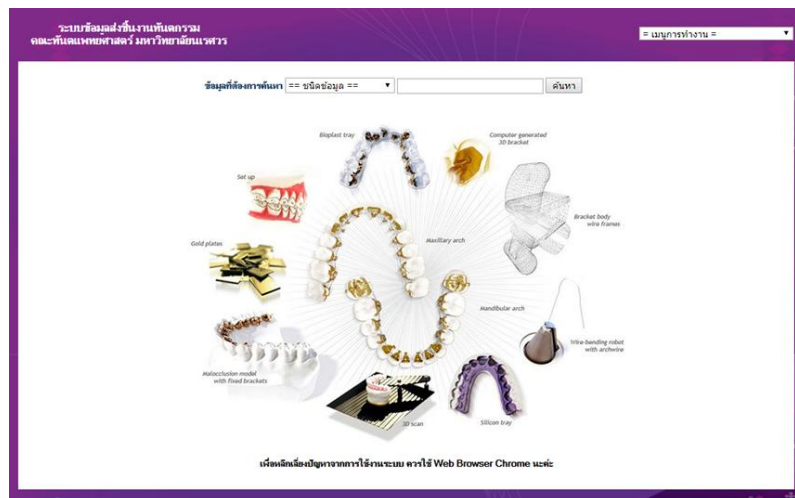 ระบบข้อมูลส่งชิ้นงานทันตกรรม
คณะทันตแพทย์ศาสตร์ มหาวิทยาลัยนเรศวร
= เมนูการทำงาน =
ข้อมูลที่ต้องการค้นหา == ชนิดข้อมูล == ค้นหา
Bioplast tray
Computer generated
3D bracket
Set up
Bracket body
wire frames
Gold plates
Maxillary arch
Mandibular arch
Wire-bending robot
with archwire
Malocclusion model
with fixed brackets
3D scan
Silicon tray
เพื่อหลีกเลี่ยงปัญหาจากการใช้งานระบบ ควรใช้ Web Browser Chrome นะค่ะ